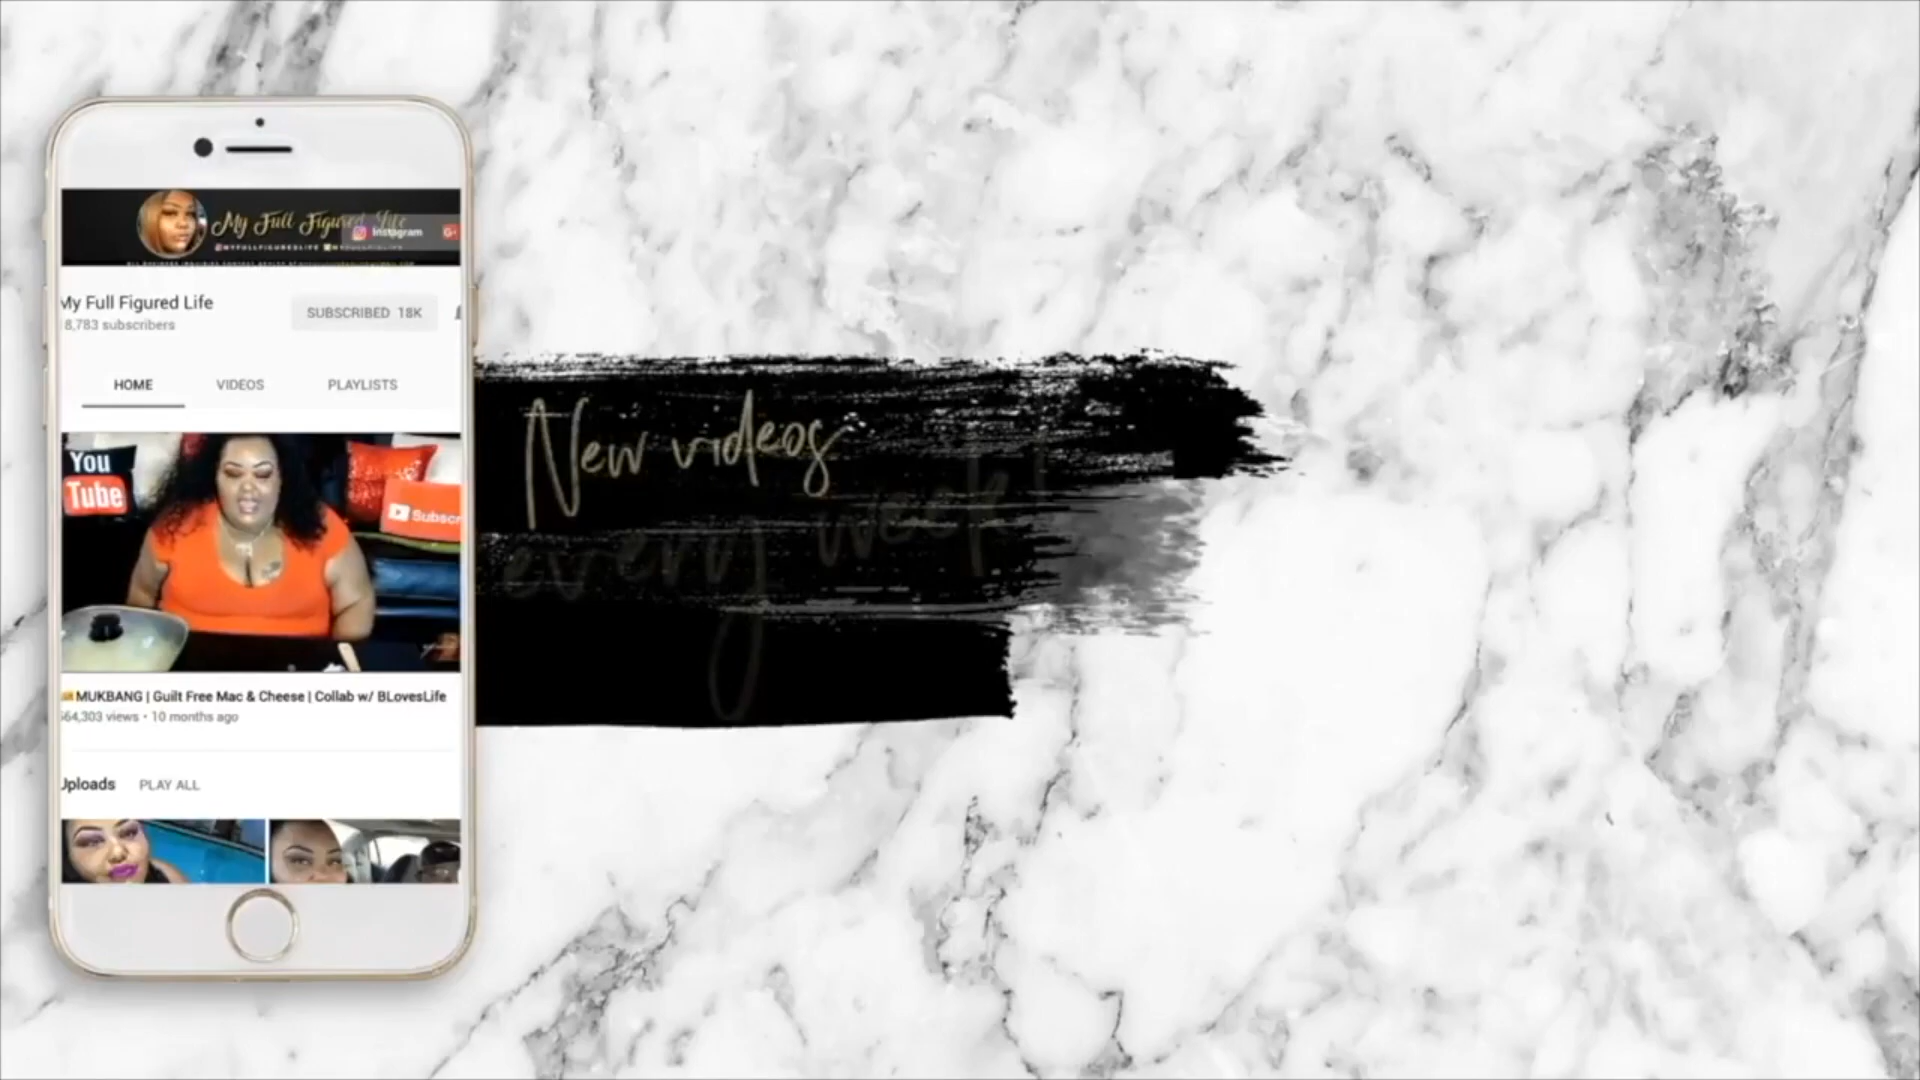 My Full Figured Life
Instagram
G+
My Full Figured Life
8,783 subscribers
SUBSCRIBED 18K
HOME
VIDEOS
PLAYLISTS
You
Tube
Subscr
MUKBANG | Guilt Free Mac & Cheese | Collab w/ BLovesLife
64,303 views • 10 months ago
Uploads
PLAY ALL
New videos
every week!